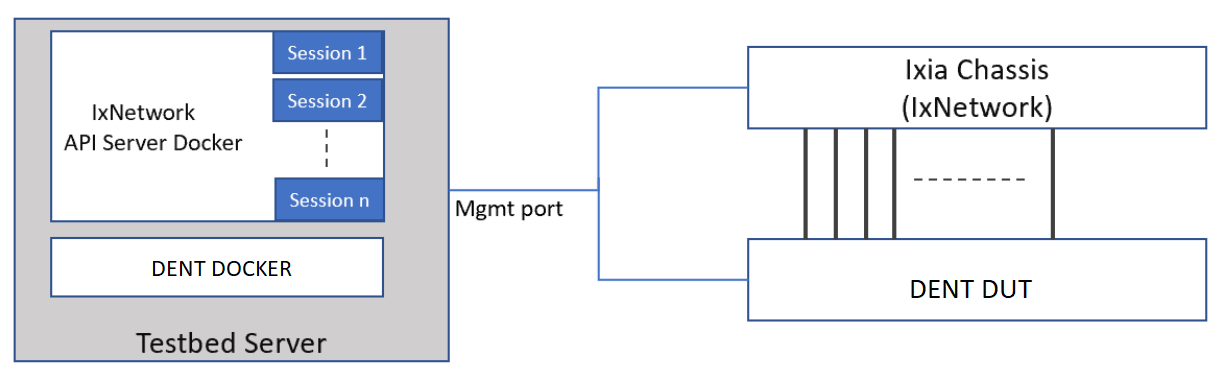 Session 1
Session 2
IxNetwork
API Server Docker
Session n
DENT DOCKER
Testbed Server
Mgmt port
Ixia Chassis
(IxNetwork)
DENT DUT